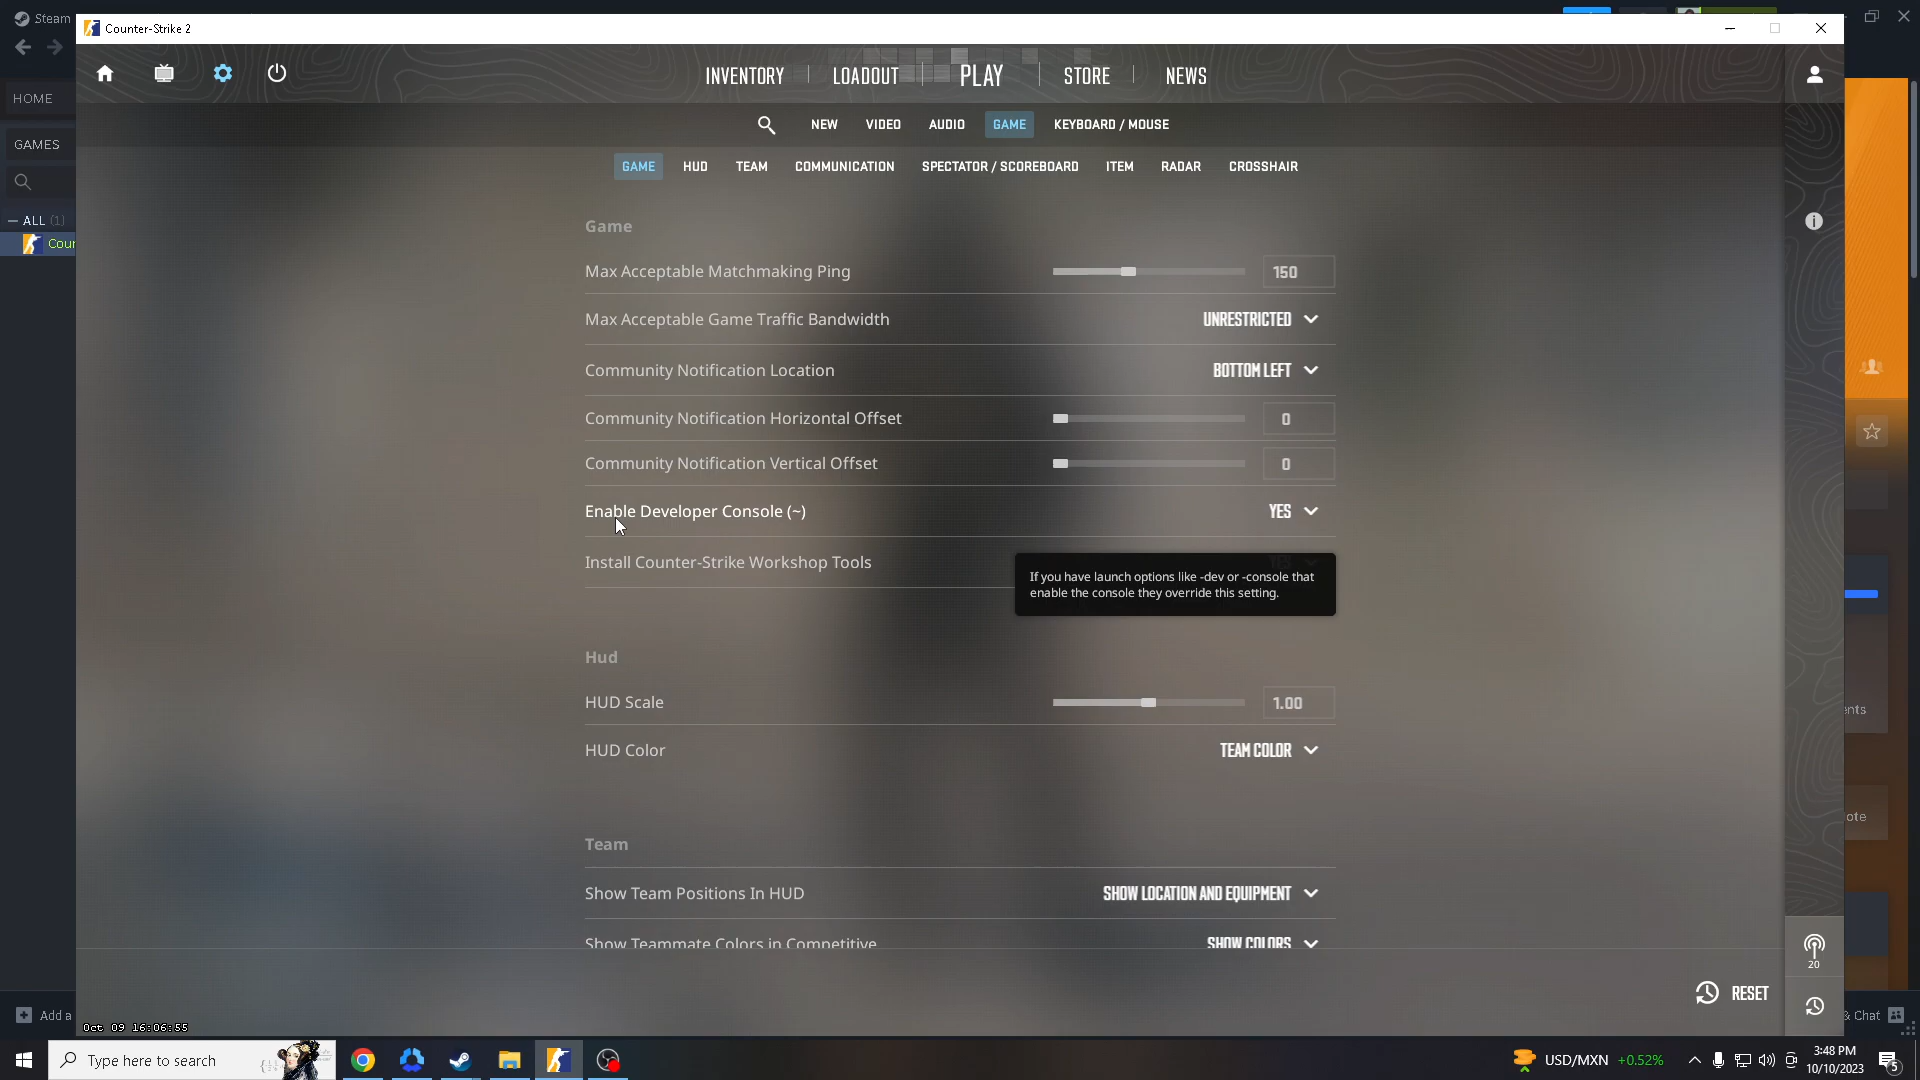 Steam
Counter-Strike 2
INVENTORY
LOADOUT
PLAY
STORE
NEWS
HOME
NEW
VIDEO
AUDIO
GAME
KEYBOARD / MOUSE
GAMES
GAME
HUD
TEAM
COMMUNICATION
SPECTATOR / SCOREBOARD
ITEM
RADAR
CROSSHAIR
ALL (1)
Coun
Game
Max Acceptable Matchmaking Ping
150
Max Acceptable Game Traffic Bandwidth
UNRESTRICTED
Community Notification Location
BOTTOM LEFT
Community Notification Horizontal Offset
0
Community Notification Vertical Offset
0
Enable Developer Console (~)
YES
Install Counter-Strike Workshop Tools
If you have launch options like -dev or -console that
enable the console they override this setting.
Hud
HUD Scale
1.00
HUD Color
TEAM COLOR
ents
ote
Team
Show Team Positions In HUD
SHOW LOCATION AND EQUIPMENT
Show Teammate Colors in Competitive
SHOW COLORS
20
RESET
Add a
& Chat
Oct 09 16:06:55
Type here to search
USD/MXN +0.52%
3:48 PM
10/10/2023
5